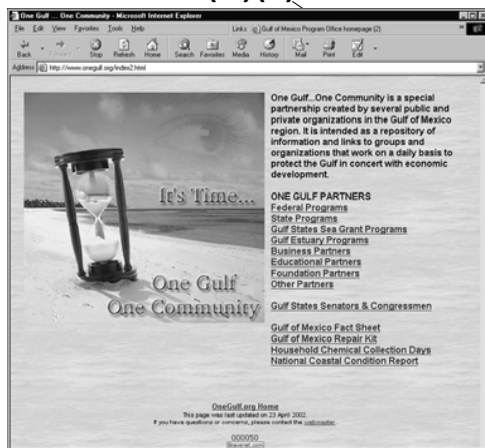 One Gulf ... One Community - Microsoft Internet Explorer
File Edit View Favorites Tools Help
Links Gulf of Mexico Program Office homepage (2)
Back Forward Stop Refresh Home Search Favorites Media History Mail Print Edit
Address http://www.onegulf.org/index2.html
One Gulf...One Community is a special
partnership created by several public and
private organizations in the Gulf of Mexico
region. It is intended as a repository of
information and links to groups and
organizations that work on a daily basis to
protect the Gulf in concert with economic
development.
It's Time...
One Gulf
One Community
ONE GULF PARTNERS
Federal Programs
State Programs
Gulf States Sea Grant Programs
Gulf Estuary Programs
Business Partners
Educational Partners
Foundation Partners
Other Partners
Gulf States Senators & Congressmen
Gulf of Mexico Fact Sheet
Gulf of Mexico Repair Kit
Household Chemical Collection Days
National Coastal Condition Report
OneGulf.org Home
This page was last updated on 23 April 2002.
If you have questions or concerns, please contact the webmaster.
000050